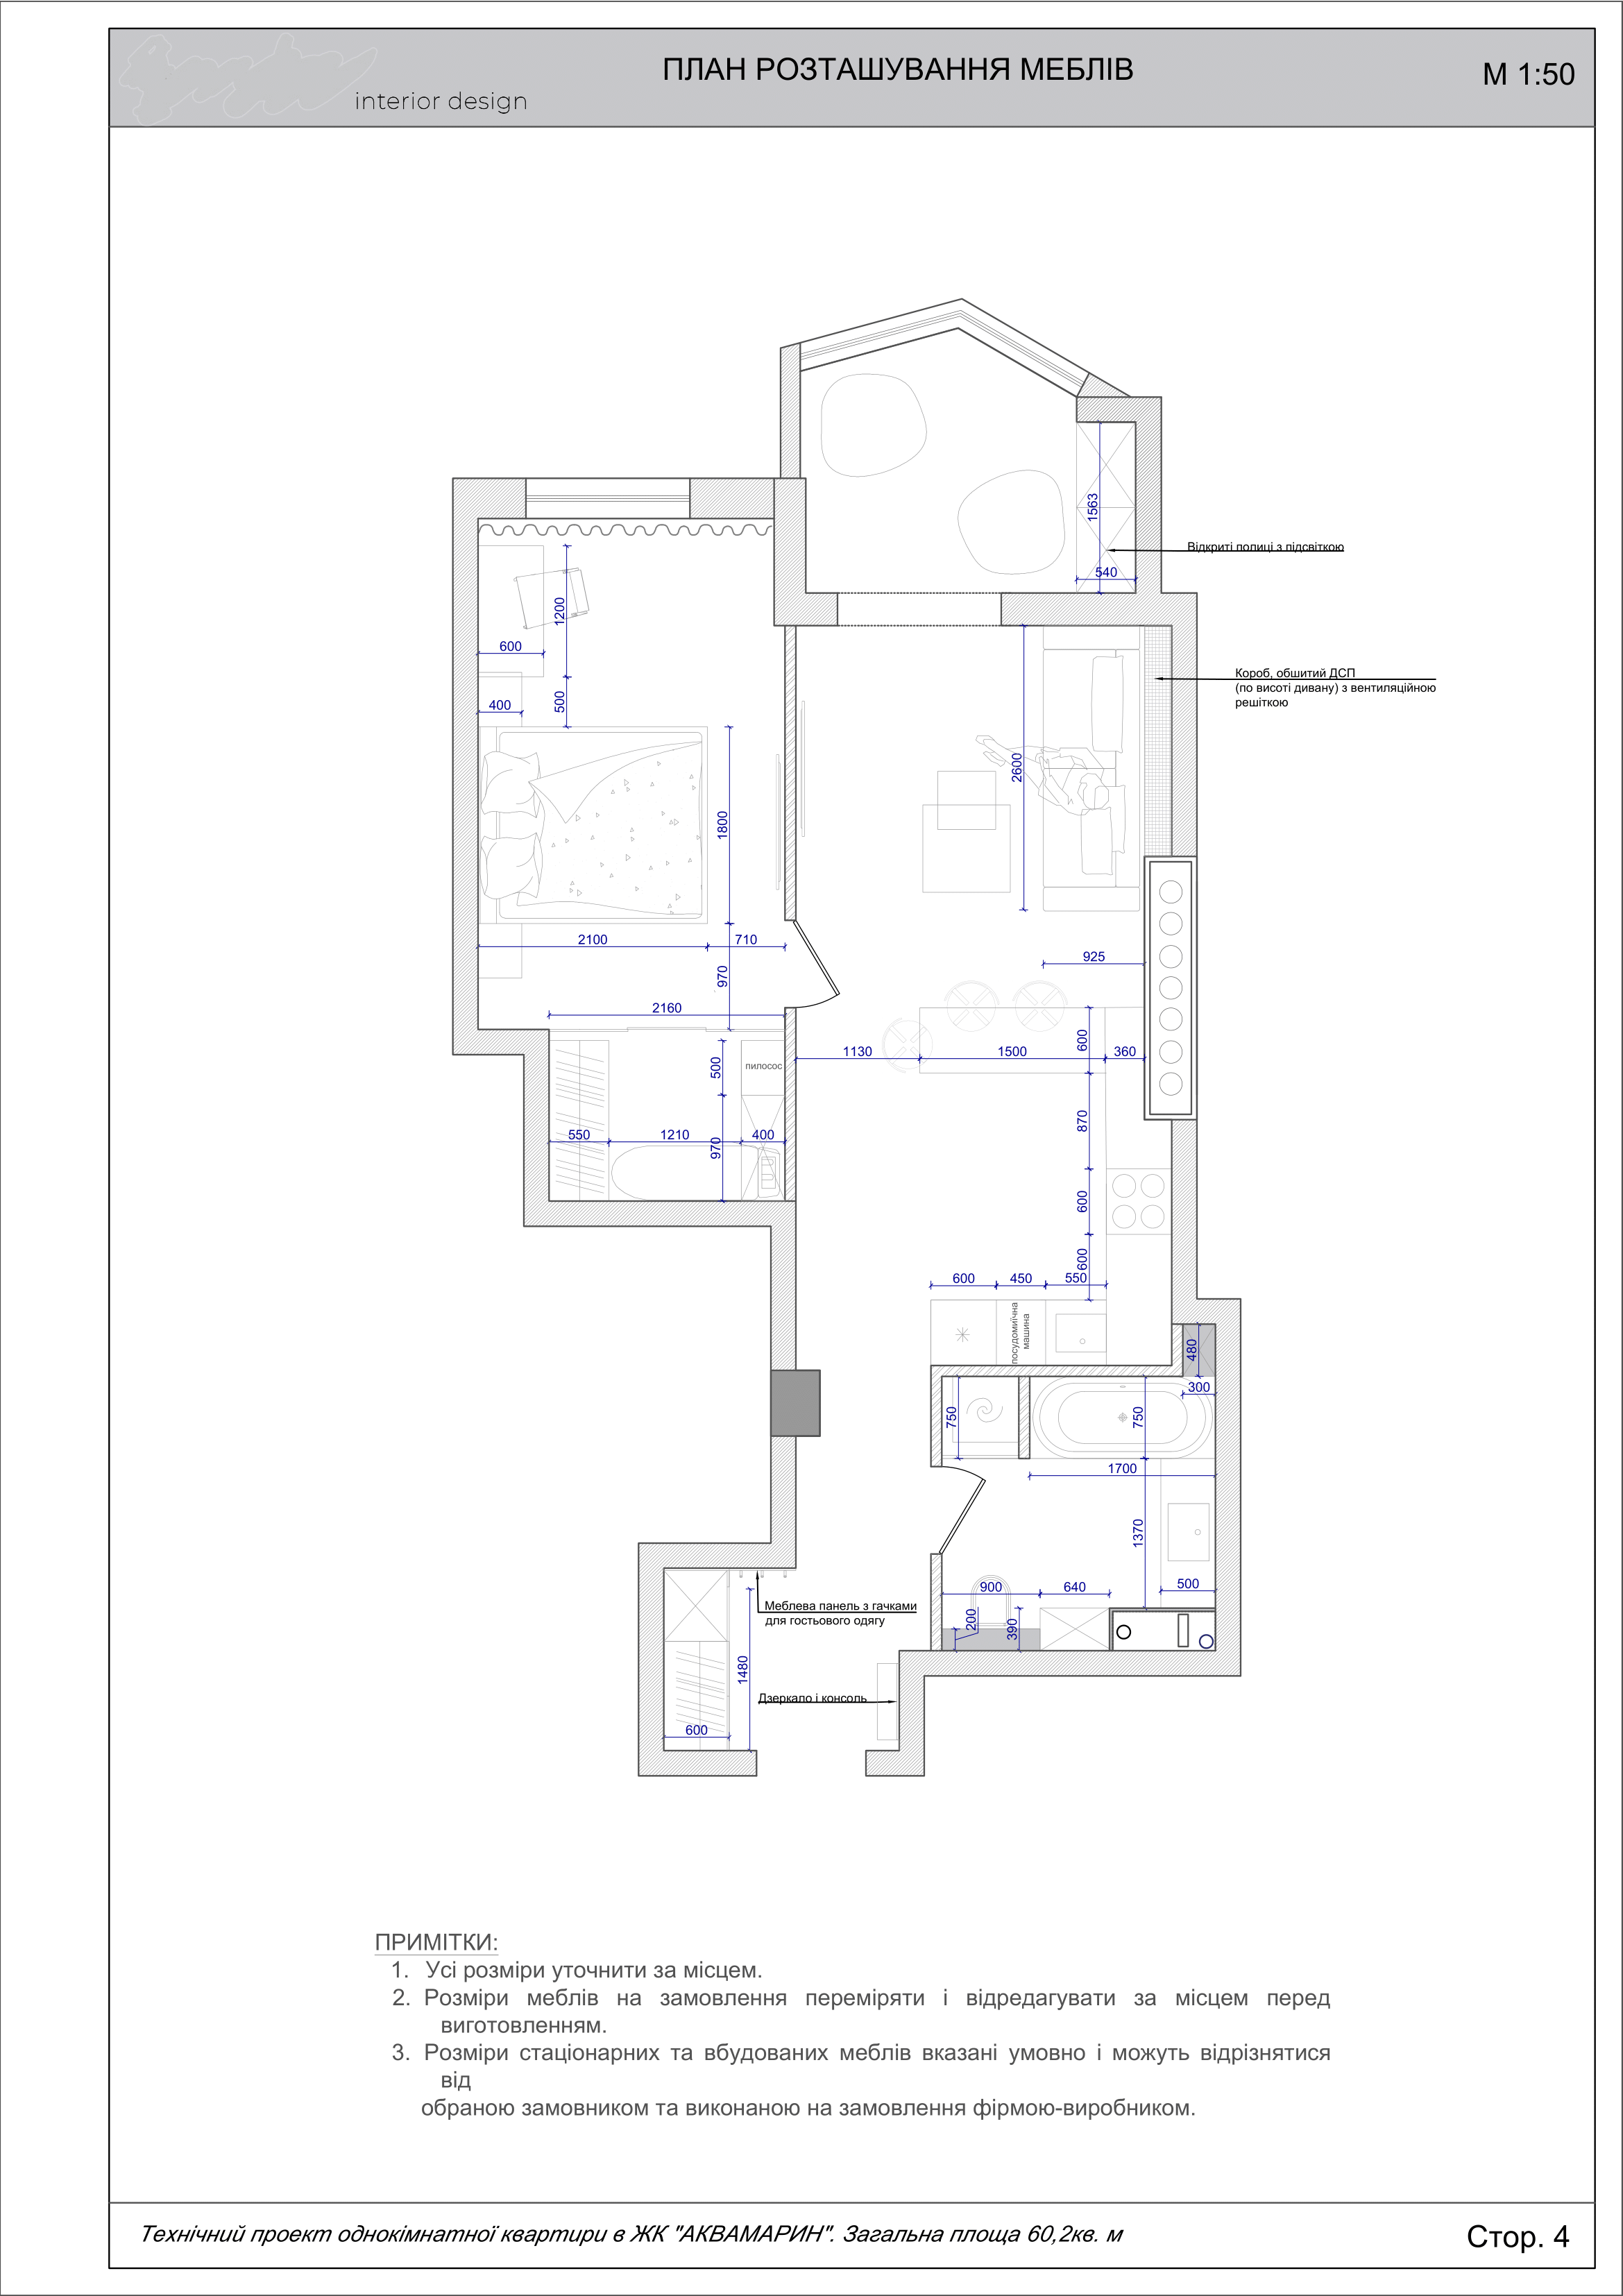 ПЛАН РОЗТАШУВАННЯ МЕБЛІВ
М 1:50
interior design
1563
Відкриті полиці з підсвіткою
540
1200
600
Короб, обшитий ДСП
(по висоті дивану) з вентиляційною
решіткою
500
400
2600
1800
2100
710
925
970
2160
600
1130
1500
360
500
пилосос
870
550
1210
400
970
600
600
600
450
550
посудомиїчна
машина
480
300
750
750
1700
1370
900
640
500
Меблева панель з гачками
для гостьового одягу
200
390
1480
Дзеркало і консоль
600
ПРИМІТКИ:
1. Усі розміри уточнити за місцем.
2. Розміри меблів на замовлення переміряти і відредагувати за місцем перед
виготовленням.
3. Розміри стаціонарних та вбудованих меблів вказані умовно і можуть відрізнятися
від
обраною замовником та виконаною на замовлення фірмою-виробником.
Технічний проект однокімнатної квартири в ЖК "АКВАМАРИН". Загальна площа 60,2кв. м
Стор. 4